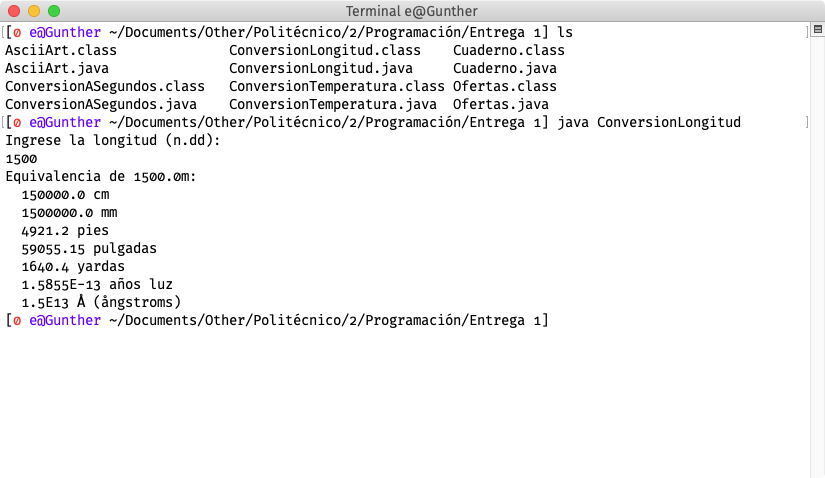 Terminal e@Gunther
[0 e@Gunther ~/Documents/Other/Politécnico/2/Programación/Entrega 1] ls
AsciiArt.class ConversionLongitud.class Cuaderno.class
AsciiArt.java ConversionLongitud.java Cuaderno.java
ConversionASegundos.class ConversionTemperatura.class Ofertas.class
ConversionASegundos.java ConversionTemperatura.java Ofertas.java
[0 e@Gunther ~/Documents/Other/Politécnico/2/Programación/Entrega 1] java ConversionLongitud
Ingrese la longitud (n.dd):
1500
Equivalencia de 1500.0m:
150000.0 cm
1500000.0 mm
4921.2 pies
59055.15 pulgadas
1640.4 yardas
1.5855E-13 años luz
1.5E13 Å (ångstroms)
[0 e@Gunther ~/Documents/Other/Politécnico/2/Programación/Entrega 1]